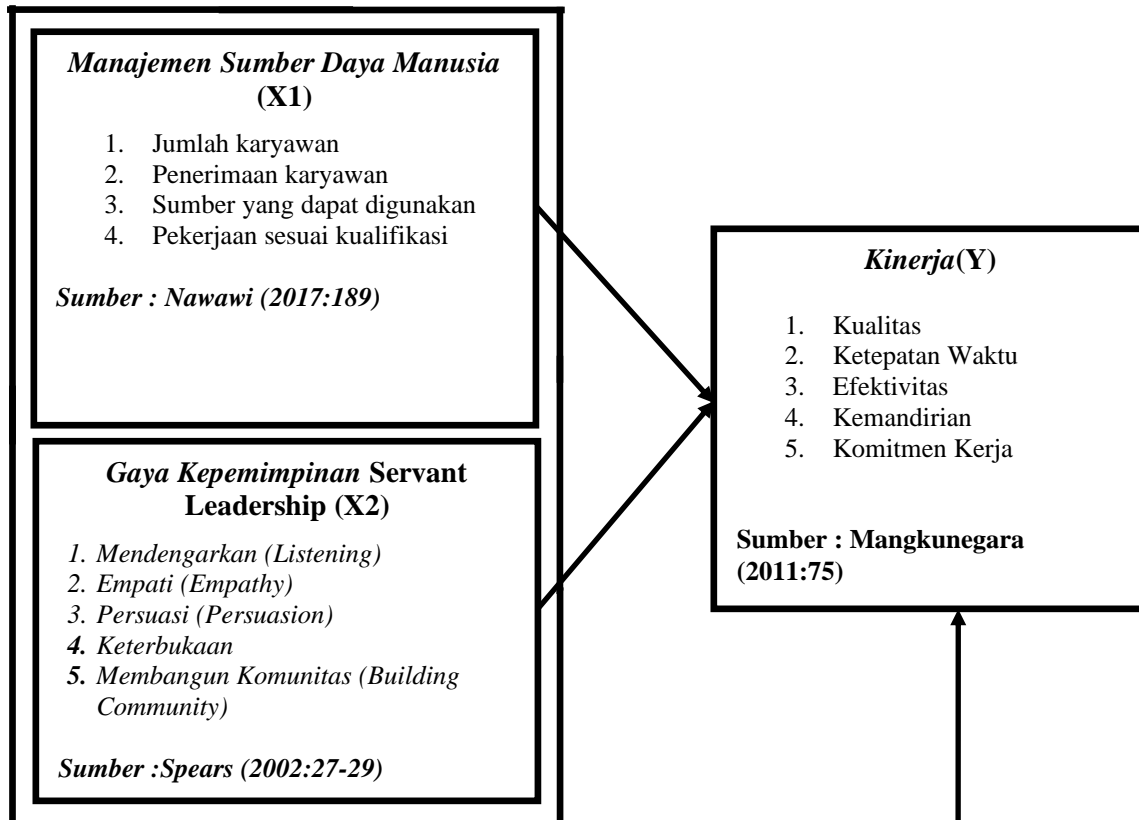 Manajemen Sumber Daya Manusia
(X1)
1. Jumlah karyawan
2. Penerimaan karyawan
3. Sumber yang dapat digunakan
4. Pekerjaan sesuai kualifikasi
Sumber : Nawawi (2017:189)
Gaya Kepemimpinan Servant
Leadership (X2)
1. Mendengarkan (Listening)
2. Empati (Empathy)
3. Persuasi (Persuasion)
4. Keterbukaan
5. Membangun Komunitas (Building
Community)
Sumber :Spears (2002:27-29)
Kinerja(Y)
1. Kualitas
2. Ketepatan Waktu
3. Efektivitas
4. Kemandirian
5. Komitmen Kerja
Sumber : Mangkunegara
(2011:75)